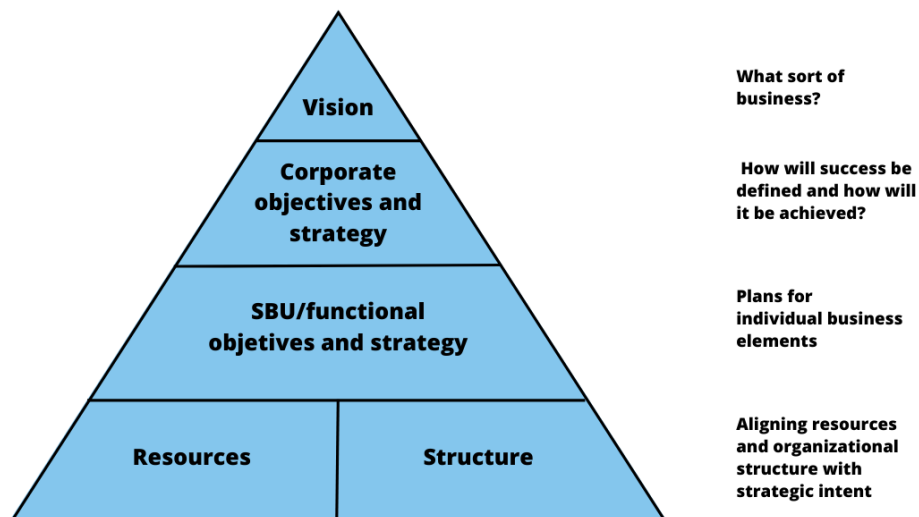 Vision
What sort of
business?
Corporate
objectives and
strategy
How will success be
defined and how will
it be achieved?
SBU/functional
objetives and strategy
Plans for
individual business
elements
Resources
Structure
Aligning resources
and organizational
structure with
strategic intent